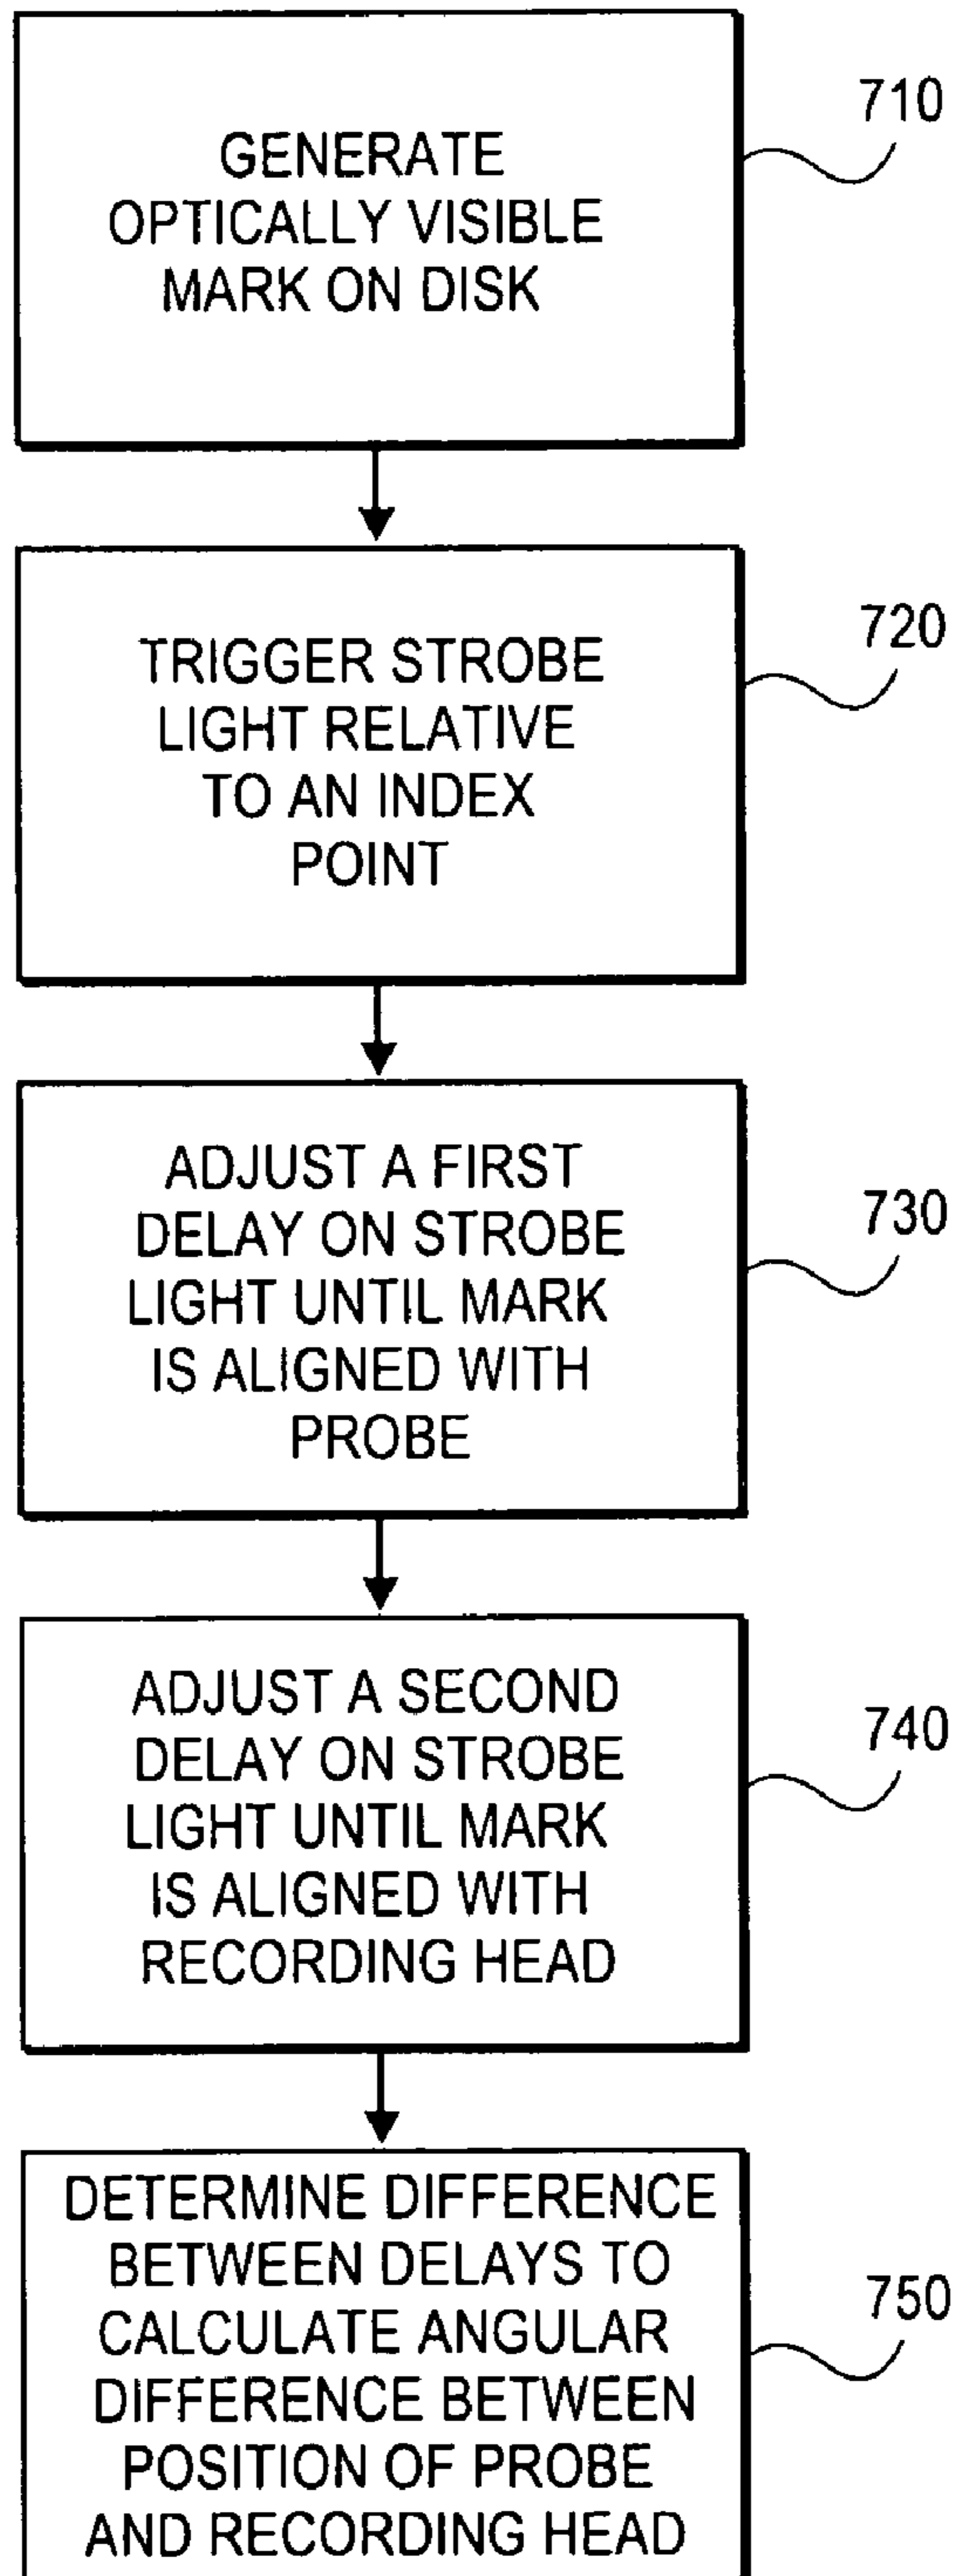 GENERATE
OPTICALLY VISIBLE
MARK ON DISK
710
TRIGGER STROBE
LIGHT RELATIVE
TO AN INDEX
POINT
720
ADJUST A FIRST
DELAY ON STROBE
LIGHT UNTIL MARK
IS ALIGNED WITH
PROBE
730
ADJUST A SECOND
DELAY ON STROBE
LIGHT UNTIL MARK
IS ALIGNED WITH
RECORDING HEAD
740
DETERMINE DIFFERENCE
BETWEEN DELAYS TO
CALCULATE ANGULAR
DIFFERENCE BETWEEN
POSITION OF PROBE
AND RECORDING HEAD
750